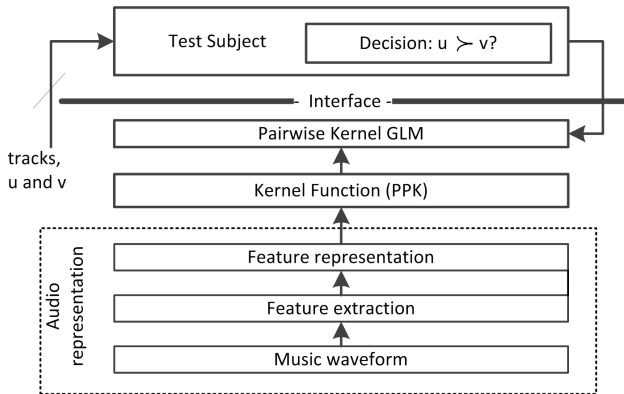 Test Subject
Decision: u ≻ v?
- Interface -
Pairwise Kernel GLM
tracks,
u and v
Kernel Function (PPK)
Audio
representation
Feature representation
Feature extraction
Music waveform